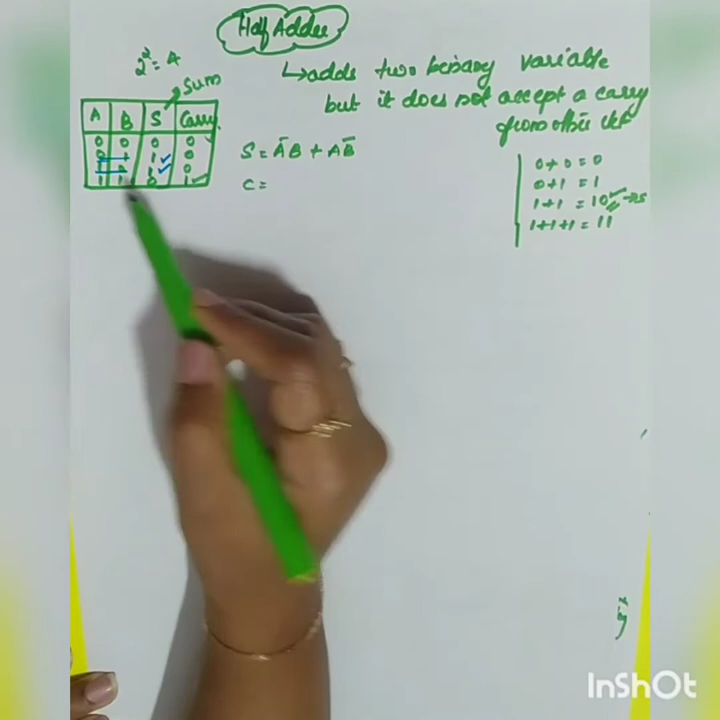 Half Adder
2² = 4
↳ adds two binary variable
but it does not accept a carry
from other
Sum
A B S Carry
0 0 0 0
0 1 1 0
1 0 1 0
1 1 0 1
S = A̅B + AB̅
C =
0+0 = 0
0+1 = 1
1+1 = 10
1+1+1 = 11
InShOt